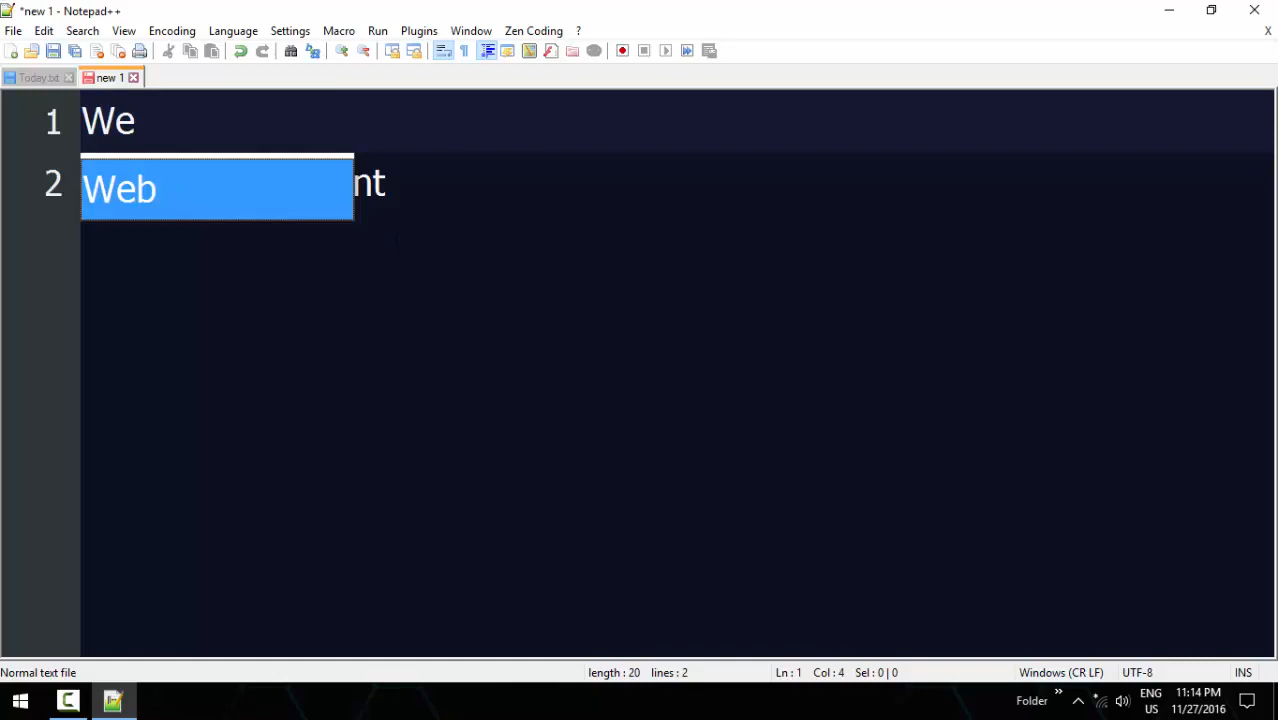 *new 1 - Notepad++
File Edit Search View Encoding Language Settings Macro Run Plugins Window Zen Coding ? X
Today.txt new 1
1 We
Web
2 nt
Normal text file length : 20 lines : 2 Ln : 1 Col : 4 Sel : 0 | 0 Windows (CR LF) UTF-8 INS
Folder » ENG 11:14 PM
US 11/27/2016